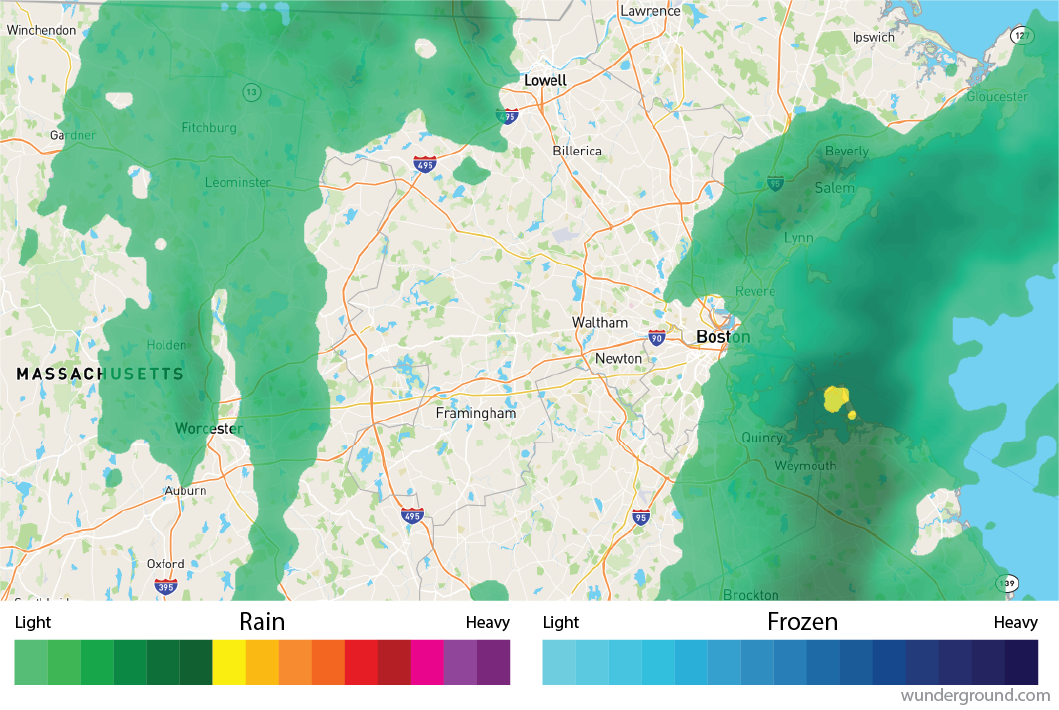 Lawrence
Winchendon
Ipswich
127
Lowell
13
Gloucester
495
Fitchburg
Gardner
Billerica
Beverly
495
Leominster
95
Salem
Lynn
Revere
Waltham
Boston
90
Holden
Newton
MASSACHUSETTS
Framingham
Worcester
Quincy
Weymouth
Auburn
495
95
Oxford
395
139
Brockton
Light
Rain
Heavy
Light
Frozen
Heavy
wunderground.com